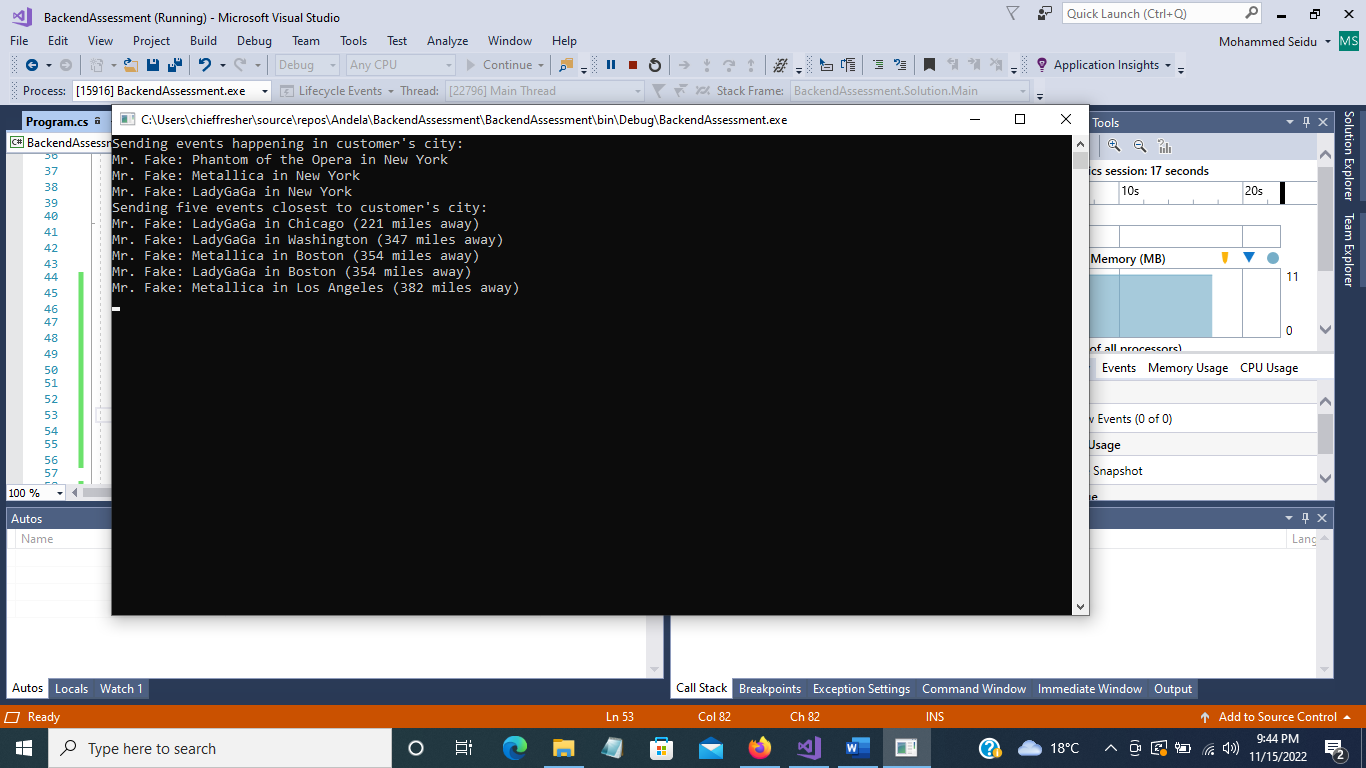 BackendAssessment (Running) - Microsoft Visual Studio
Quick Launch (Ctrl+Q)
File Edit View Project Build Debug Team Tools Test Analyze Window Help
Mohammed Seidu MS
Debug Any CPU Continue Application Insights
Process: [15916] BackendAssessment.exe Lifecycle Events Thread: [22796] Main Thread Stack Frame: BackendAssessment.Solution.Main
Program.cs
C# BackendAssessm
C:\Users\chieffresher\source\repos\Andela\BackendAssessment\BackendAssessment\bin\Debug\BackendAssessment.exe
Sending events happening in customer's city:
Mr. Fake: Phantom of the Opera in New York
Mr. Fake: Metallica in New York
Mr. Fake: LadyGaGa in New York
Sending five events closest to customer's city:
Mr. Fake: LadyGaGa in Chicago (221 miles away)
Mr. Fake: LadyGaGa in Washington (347 miles away)
Mr. Fake: Metallica in Boston (354 miles away)
Mr. Fake: LadyGaGa in Boston (354 miles away)
Mr. Fake: Metallica in Los Angeles (382 miles away)
36
37
38
39
40
41
42
43
44
45
46
47
48
49
50
51
52
53
54
55
56
57
100 %
Tools
ics session: 17 seconds
10s 20s
Memory (MB)
11
0
of all processors)
Events Memory Usage CPU Usage
Events (0 of 0)
Usage
Snapshot
Solution Explorer
Team Explorer
Autos
Name
Lang
Autos Locals Watch 1
Call Stack Breakpoints Exception Settings Command Window Immediate Window Output
Ready Ln 53 Col 82 Ch 82 INS Add to Source Control
Type here to search
18°C
9:44 PM
11/15/2022
2